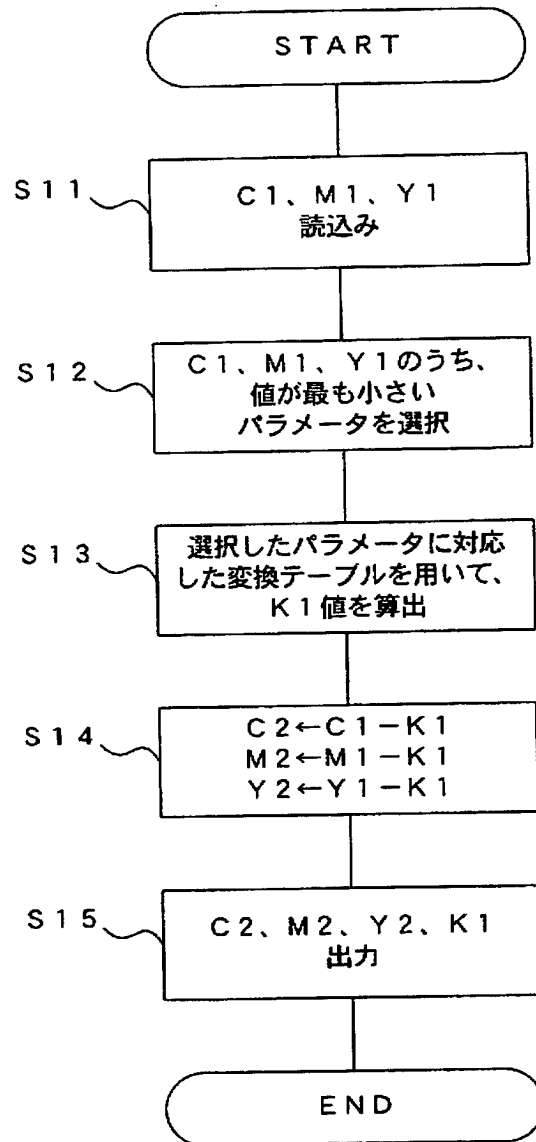 START
S11
C1、M1、Y1
読込み
S12
C1、M1、Y1のうち、
値が最も小さい
パラメータを選択
S13
選択したパラメータに対応
した変換テーブルを用いて、
K1値を算出
S14
C2←C1－K1
M2←M1－K1
Y2←Y1－K1
S15
C2、M2、Y2、K1
出力
END